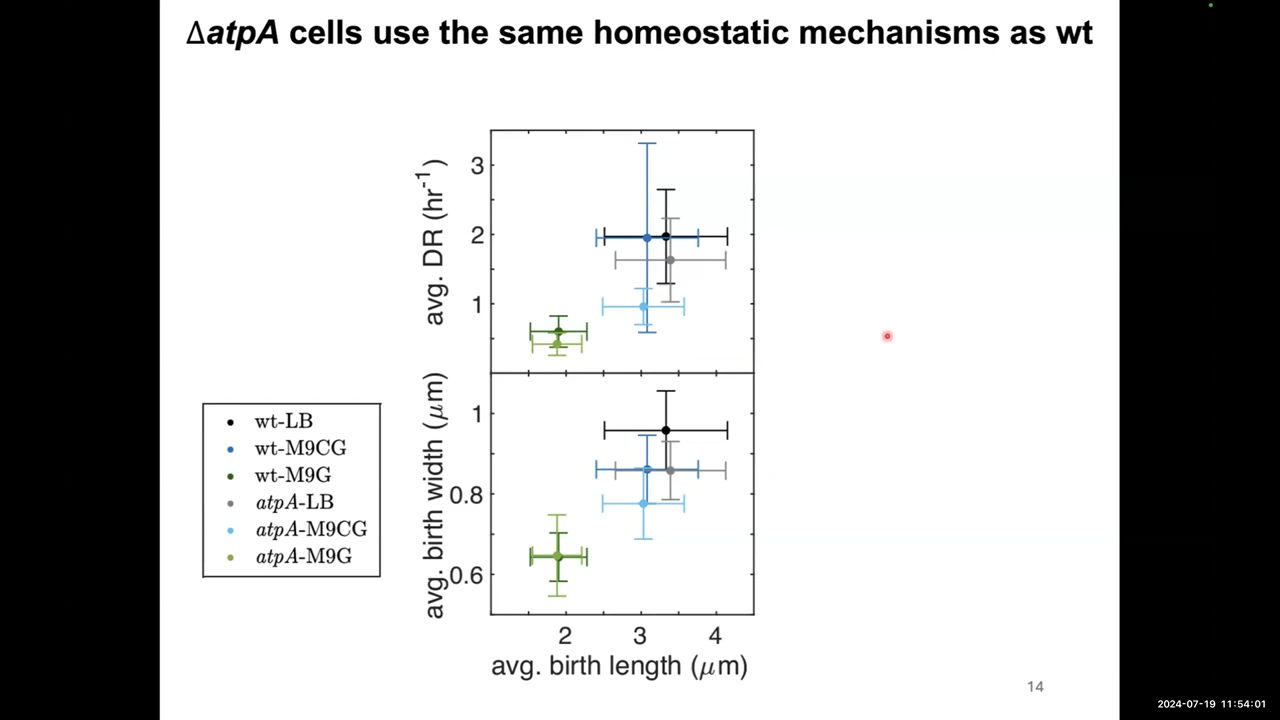 ΔatpA cells use the same homeostatic mechanisms as wt
avg. DR (hr⁻¹)
3
2
1
avg. birth width (μm)
1
0.8
0.6
2 3 4
avg. birth length (μm)
wt-LB
wt-M9CG
wt-M9G
atpA-LB
atpA-M9CG
atpA-M9G
14
2024-07-19 11:54:01